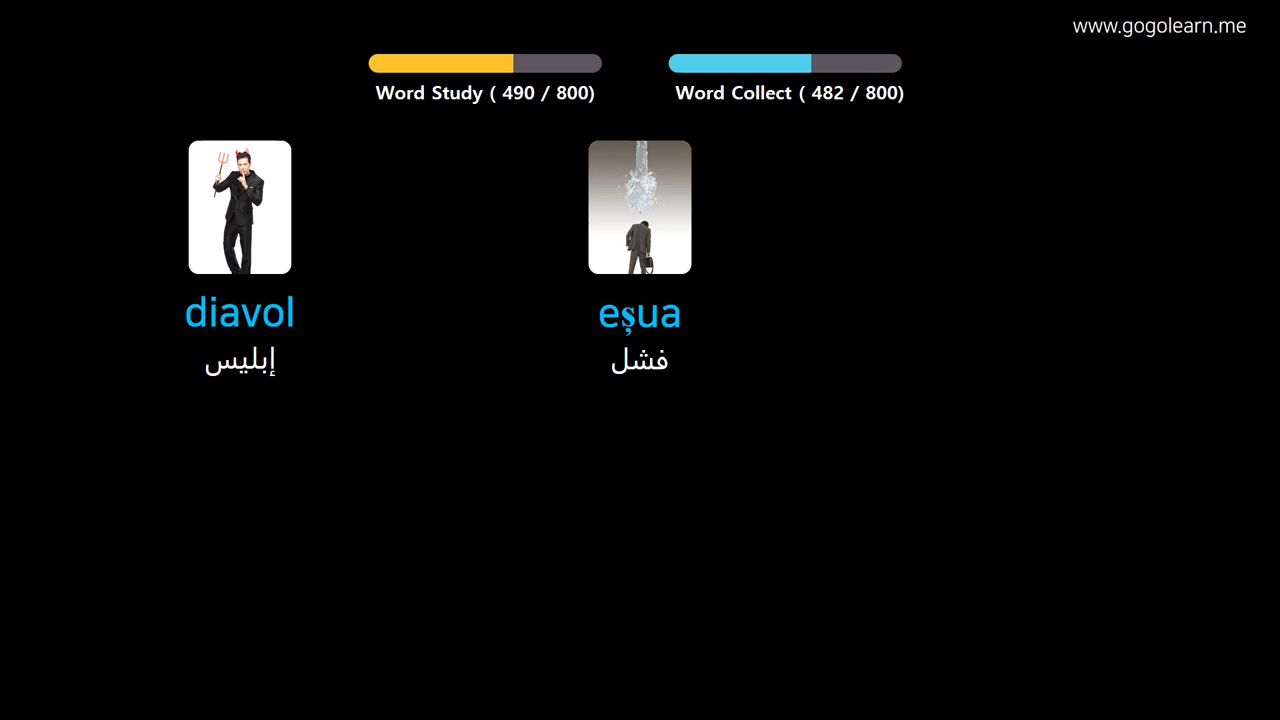 www.gogolearn.me
Word Study ( 490 / 800)
Word Collect ( 482 / 800)
diavol
إبليس
eșua
فشل